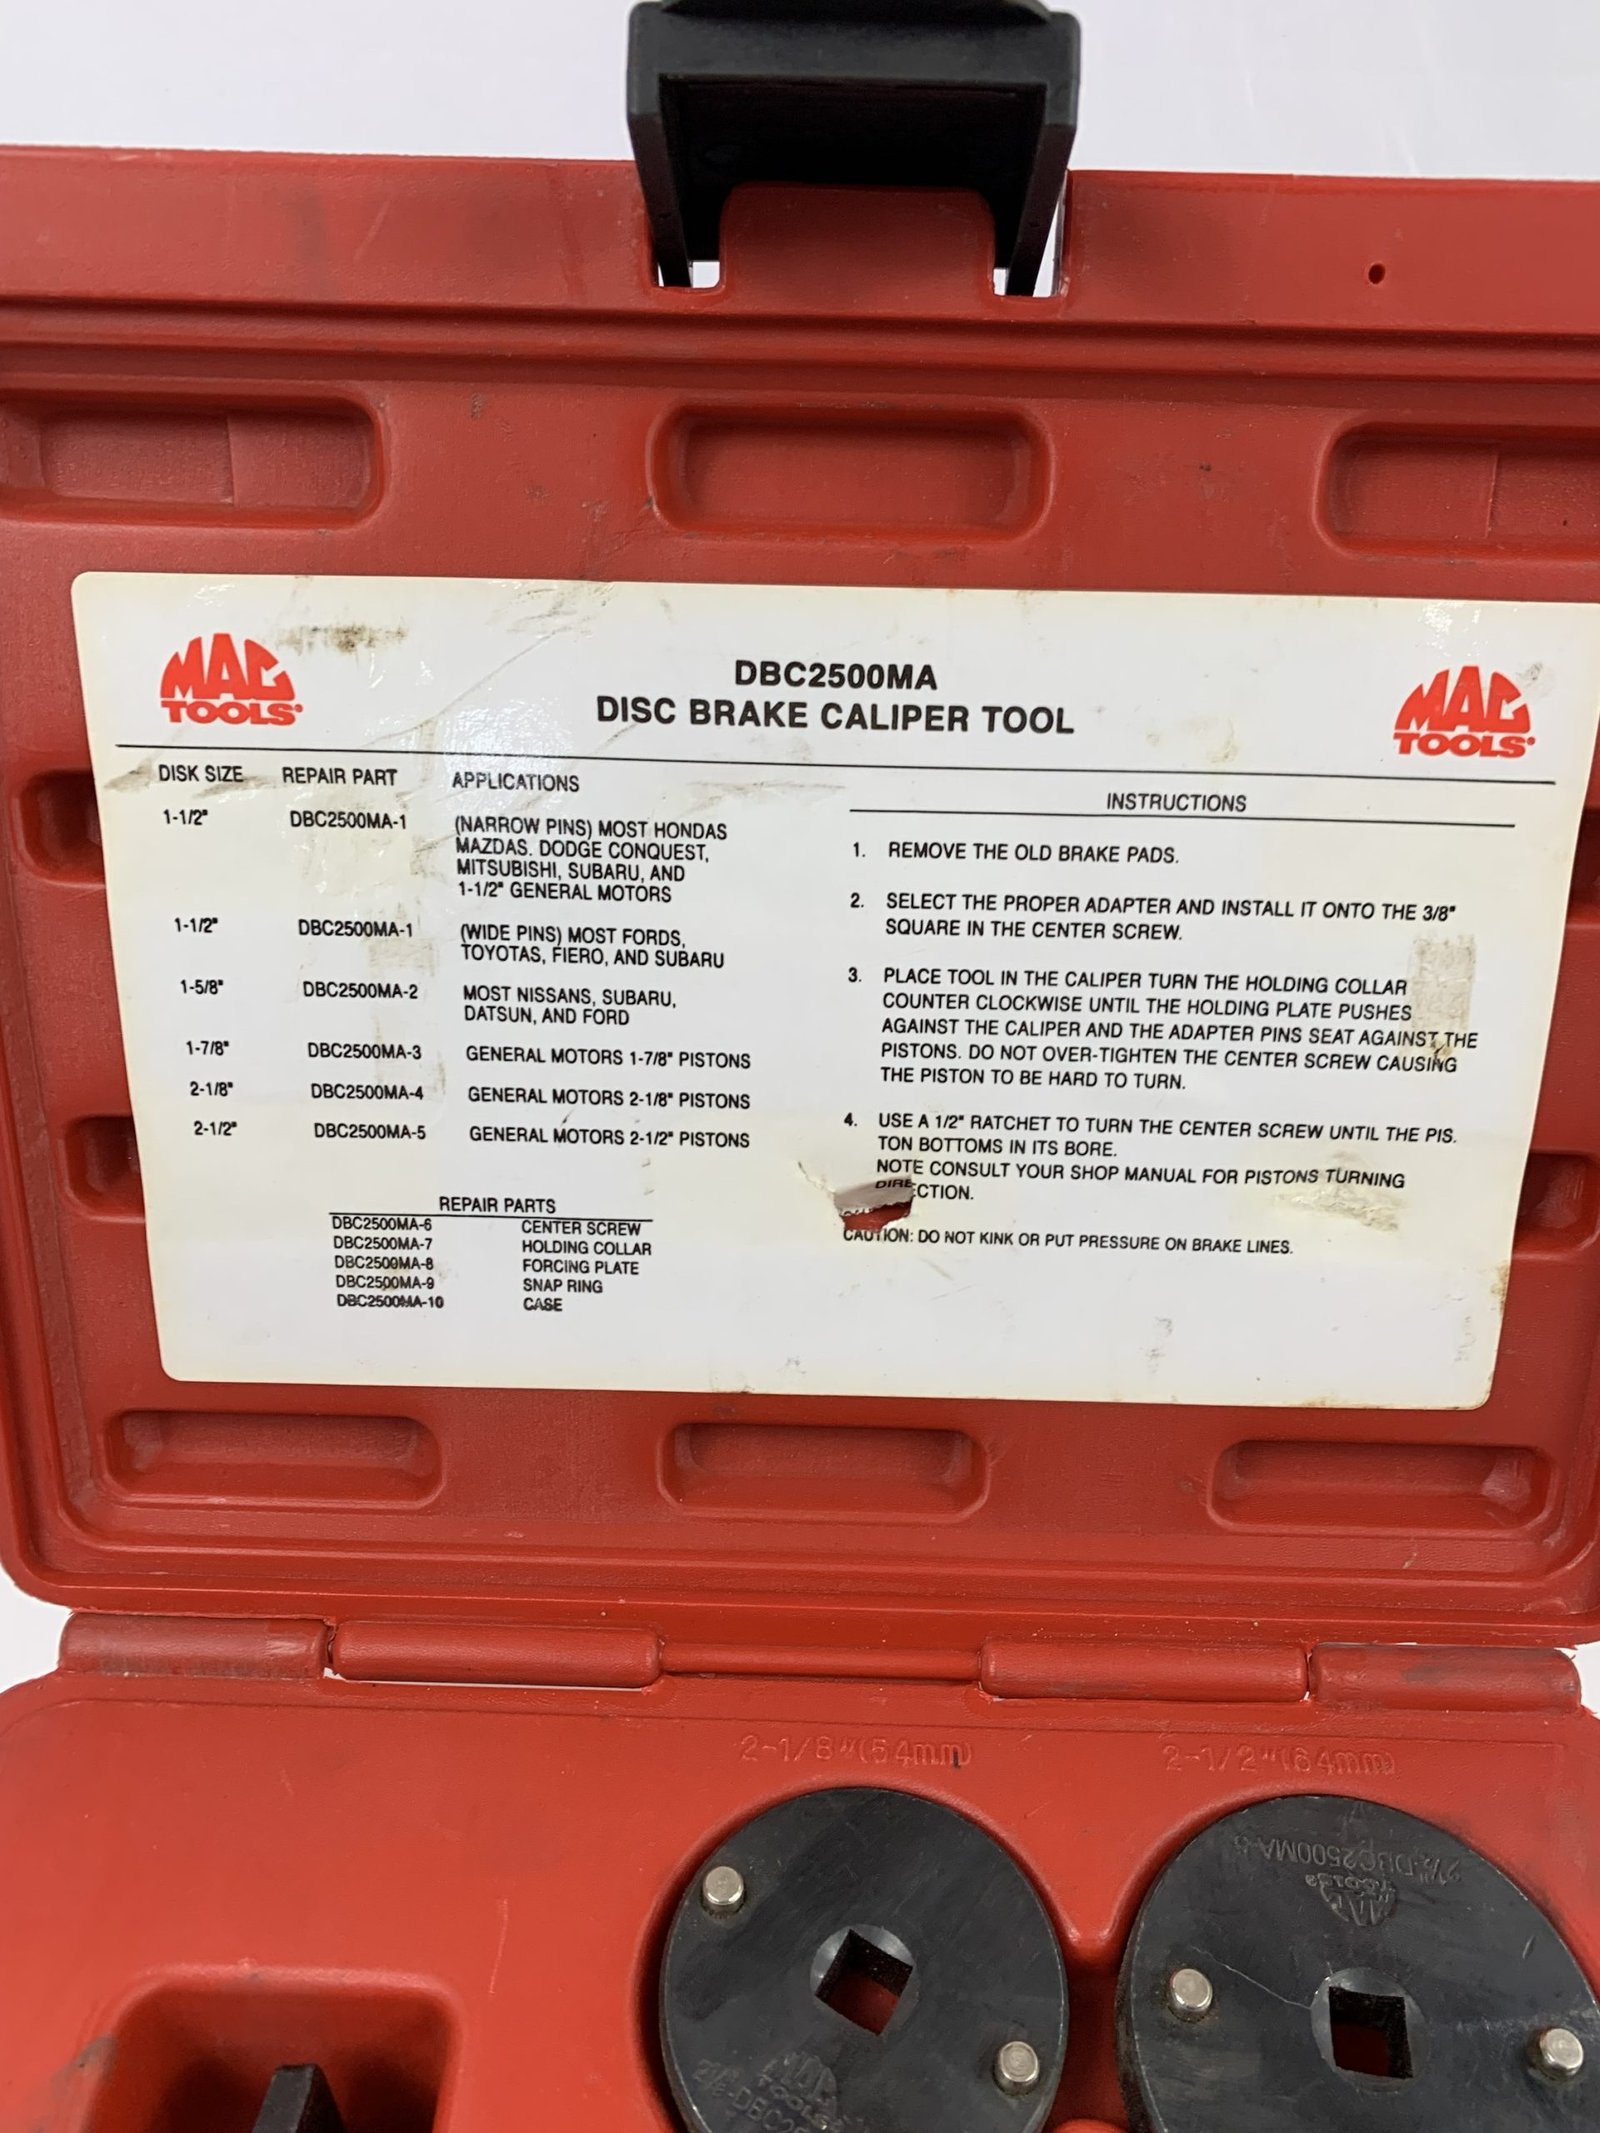 MAC
TOOLS®
DBC2500MA
DISC BRAKE CALIPER TOOL
MAC
TOOLS®
DISK SIZE REPAIR PART APPLICATIONS
1-1/2" DBC2500MA-1 (NARROW PINS) MOST HONDAS
MAZDAS. DODGE CONQUEST,
MITSUBISHI, SUBARU, AND
1-1/2" GENERAL MOTORS
1-1/2" DBC2500MA-1 (WIDE PINS) MOST FORDS,
TOYOTAS, FIERO, AND SUBARU
1-5/8" DBC2500MA-2 MOST NISSANS, SUBARU,
DATSUN, AND FORD
1-7/8" DBC2500MA-3 GENERAL MOTORS 1-7/8" PISTONS
2-1/8" DBC2500MA-4 GENERAL MOTORS 2-1/8" PISTONS
2-1/2" DBC2500MA-5 GENERAL MOTORS 2-1/2" PISTONS
REPAIR PARTS
DBC2500MA-6 CENTER SCREW
DBC2500MA-7 HOLDING COLLAR
DBC2500MA-8 FORCING PLATE
DBC2500MA-9 SNAP RING
DBC2500MA-10 CASE
INSTRUCTIONS
1. REMOVE THE OLD BRAKE PADS.
2. SELECT THE PROPER ADAPTER AND INSTALL IT ONTO THE 3/8"
SQUARE IN THE CENTER SCREW.
3. PLACE TOOL IN THE CALIPER TURN THE HOLDING COLLAR
COUNTER CLOCKWISE UNTIL THE HOLDING PLATE PUSHES
AGAINST THE CALIPER AND THE ADAPTER PINS SEAT AGAINST THE
PISTONS. DO NOT OVER-TIGHTEN THE CENTER SCREW CAUSING
THE PISTON TO BE HARD TO TURN.
4. USE A 1/2" RATCHET TO TURN THE CENTER SCREW UNTIL THE PIS.
TON BOTTOMS IN ITS BORE.
NOTE CONSULT YOUR SHOP MANUAL FOR PISTONS TURNING
DIRECTION.
CAUTION: DO NOT KINK OR PUT PRESSURE ON BRAKE LINES.
2-1/8"(54mm)
2-1/2"(64mm)
2½"-DBC2500MA-5
MAC
TOOLS®
MAC
TOOLS®